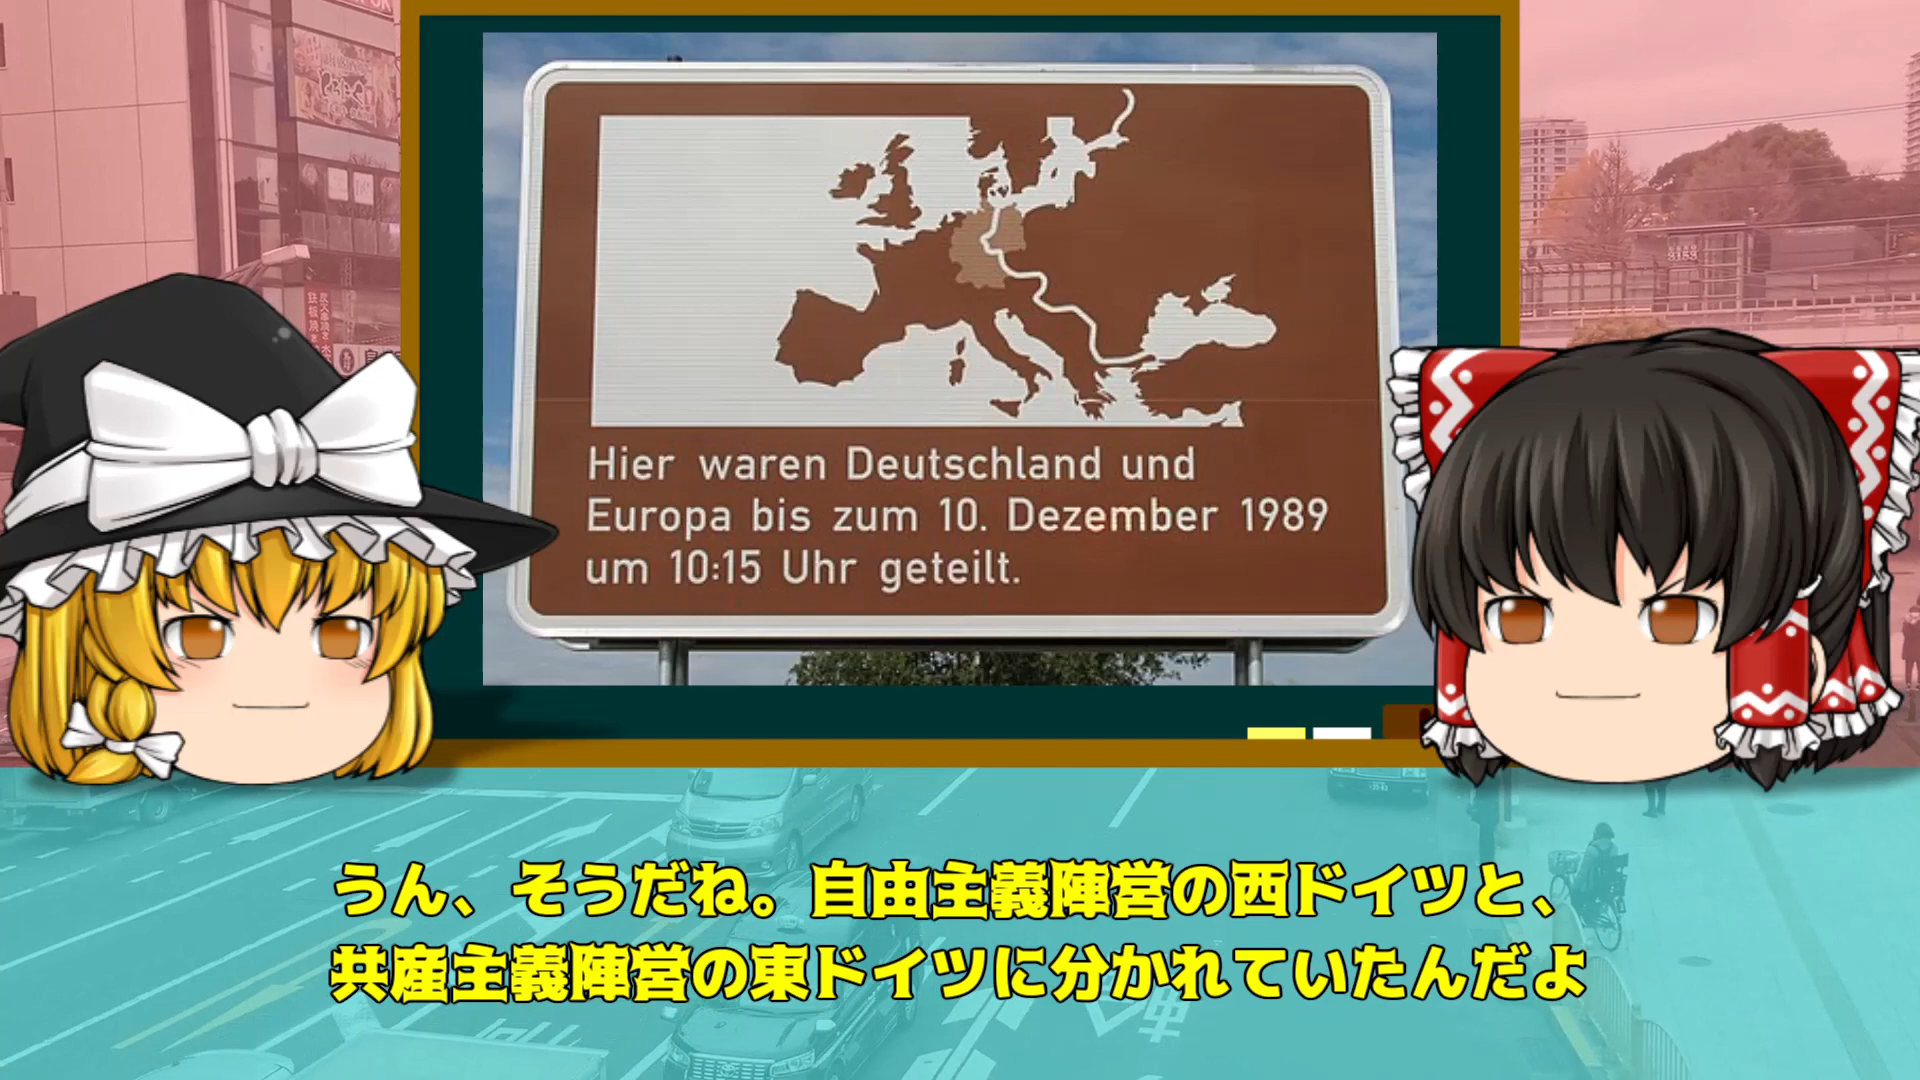 Hier waren Deutschland und
Europa bis zum 10. Dezember 1989
um 10:15 Uhr geteilt.
うん、そうだね。自由主義陣営の西ドイツと、
共産主義陣営の東ドイツに分かれていたんだよ